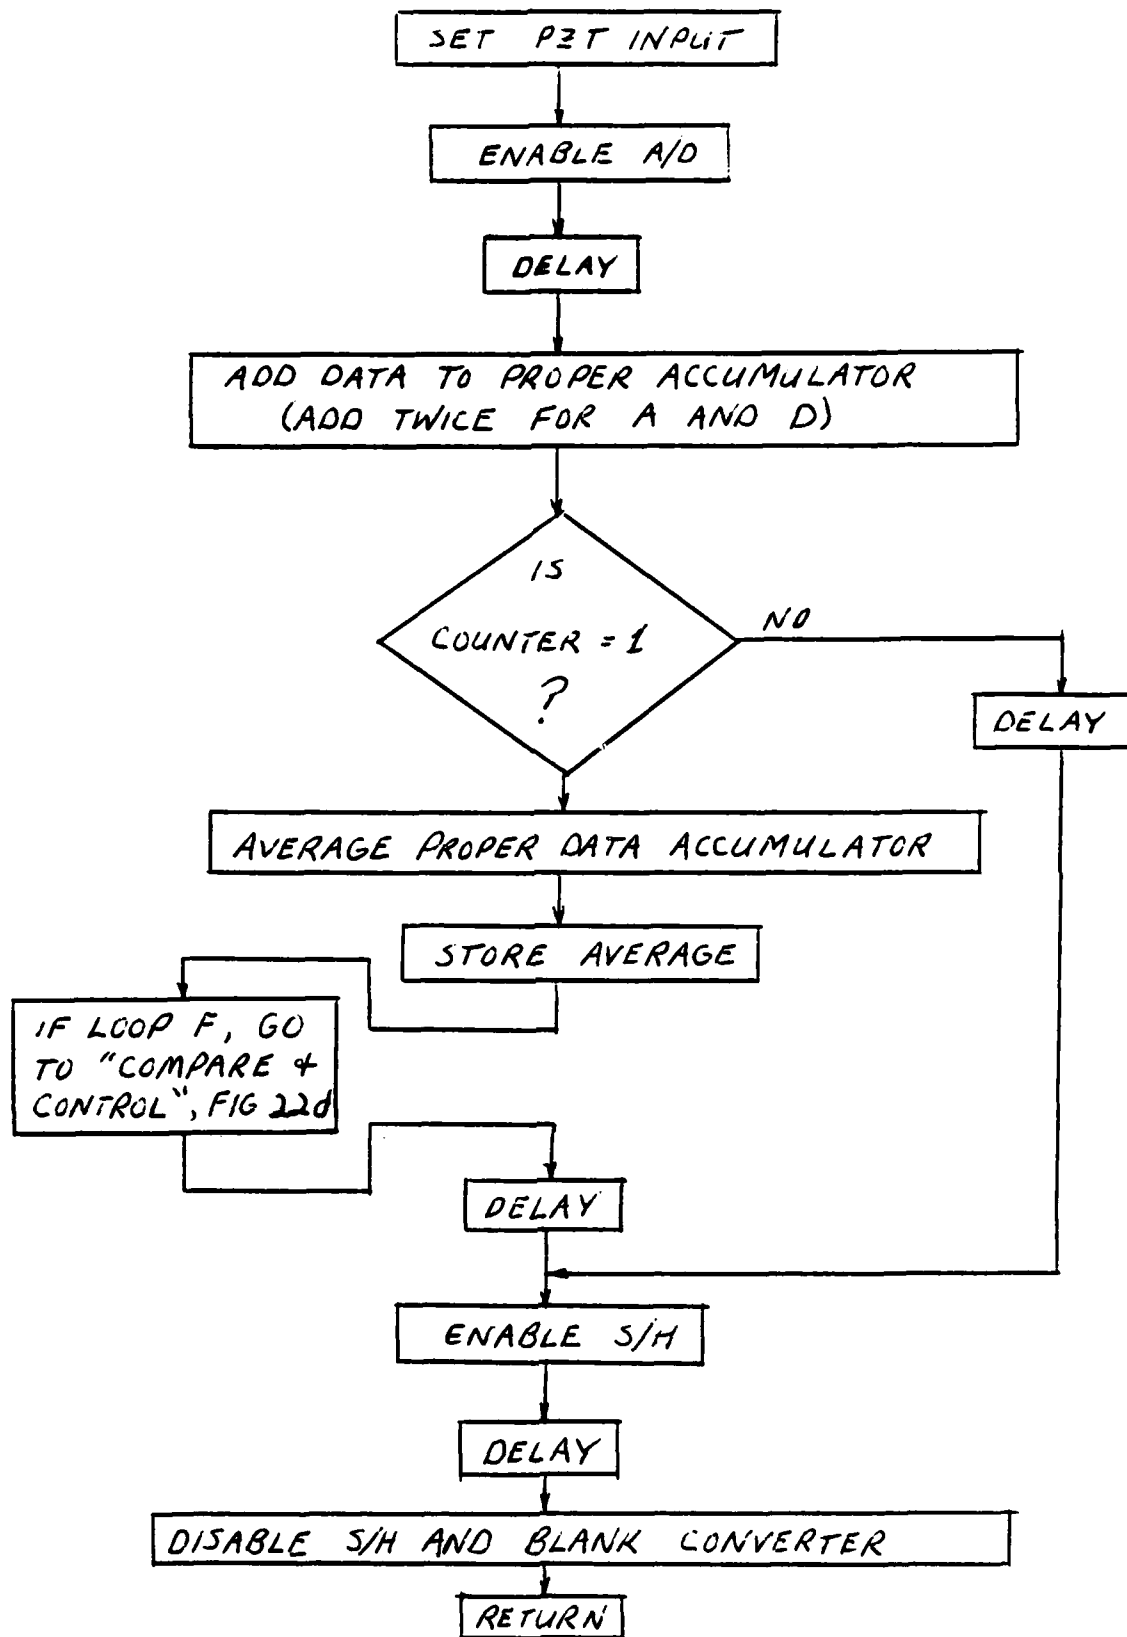 SET PZT INPUT
ENABLE A/D
DELAY
ADD DATA TO PROPER ACCUMULATOR
(ADD TWICE FOR A AND D)
IS
COUNTER = 1
?
NO
DELAY
AVERAGE PROPER DATA ACCUMULATOR
STORE AVERAGE
IF LOOP F, GO
TO "COMPARE &
CONTROL", FIG 22d
DELAY
ENABLE S/H
DELAY
DISABLE S/H AND BLANK CONVERTER
RETURN